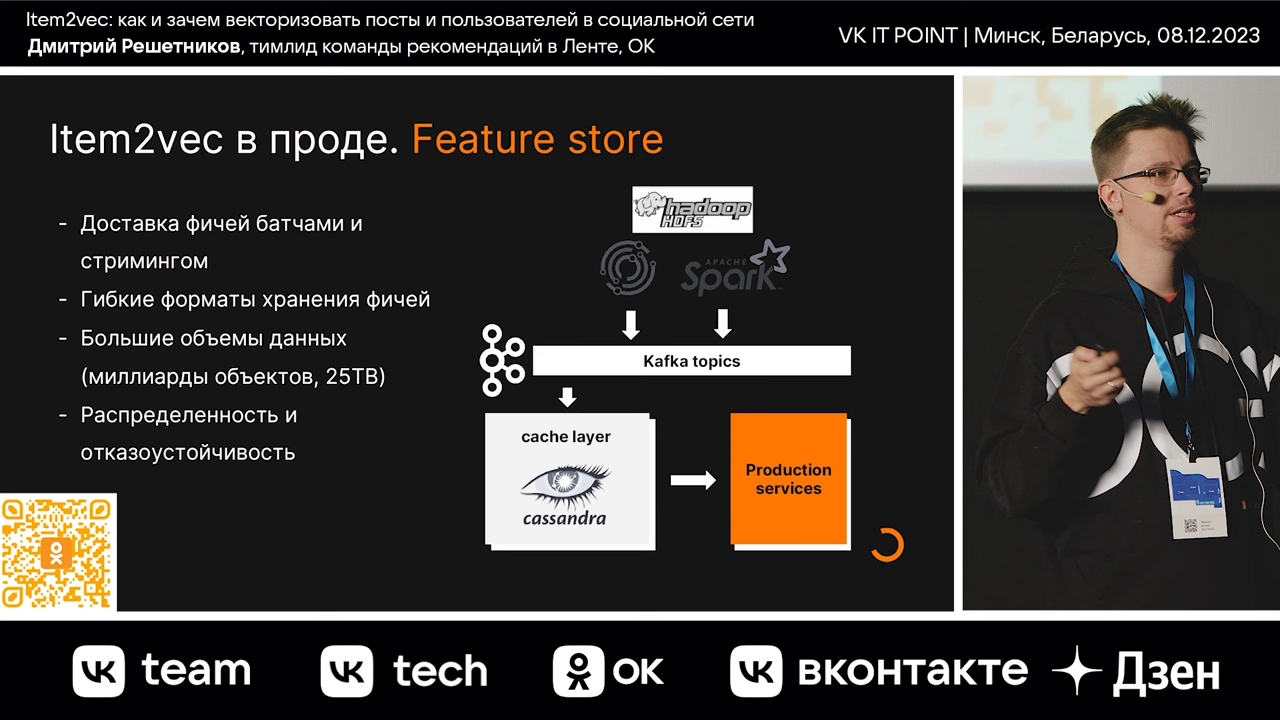 Item2vec: как и зачем векторизовать посты и пользователей в социальной сети
Дмитрий Решетников, тимлид команды рекомендаций в Ленте, ОК
VK IT POINT | Минск, Беларусь, 08.12.2023
Item2vec в проде. Feature store
- Доставка фичей батчами и
стримингом
- Гибкие форматы хранения фичей
- Большие объемы данных
(миллиарды объектов, 25ТВ)
- Распределенность и
отказоустойчивость
hadoop
HDFS
APACHE
Spark
Kafka topics
cache layer
cassandra
Production
services
team
tech
ок
вконтакте
Дзен